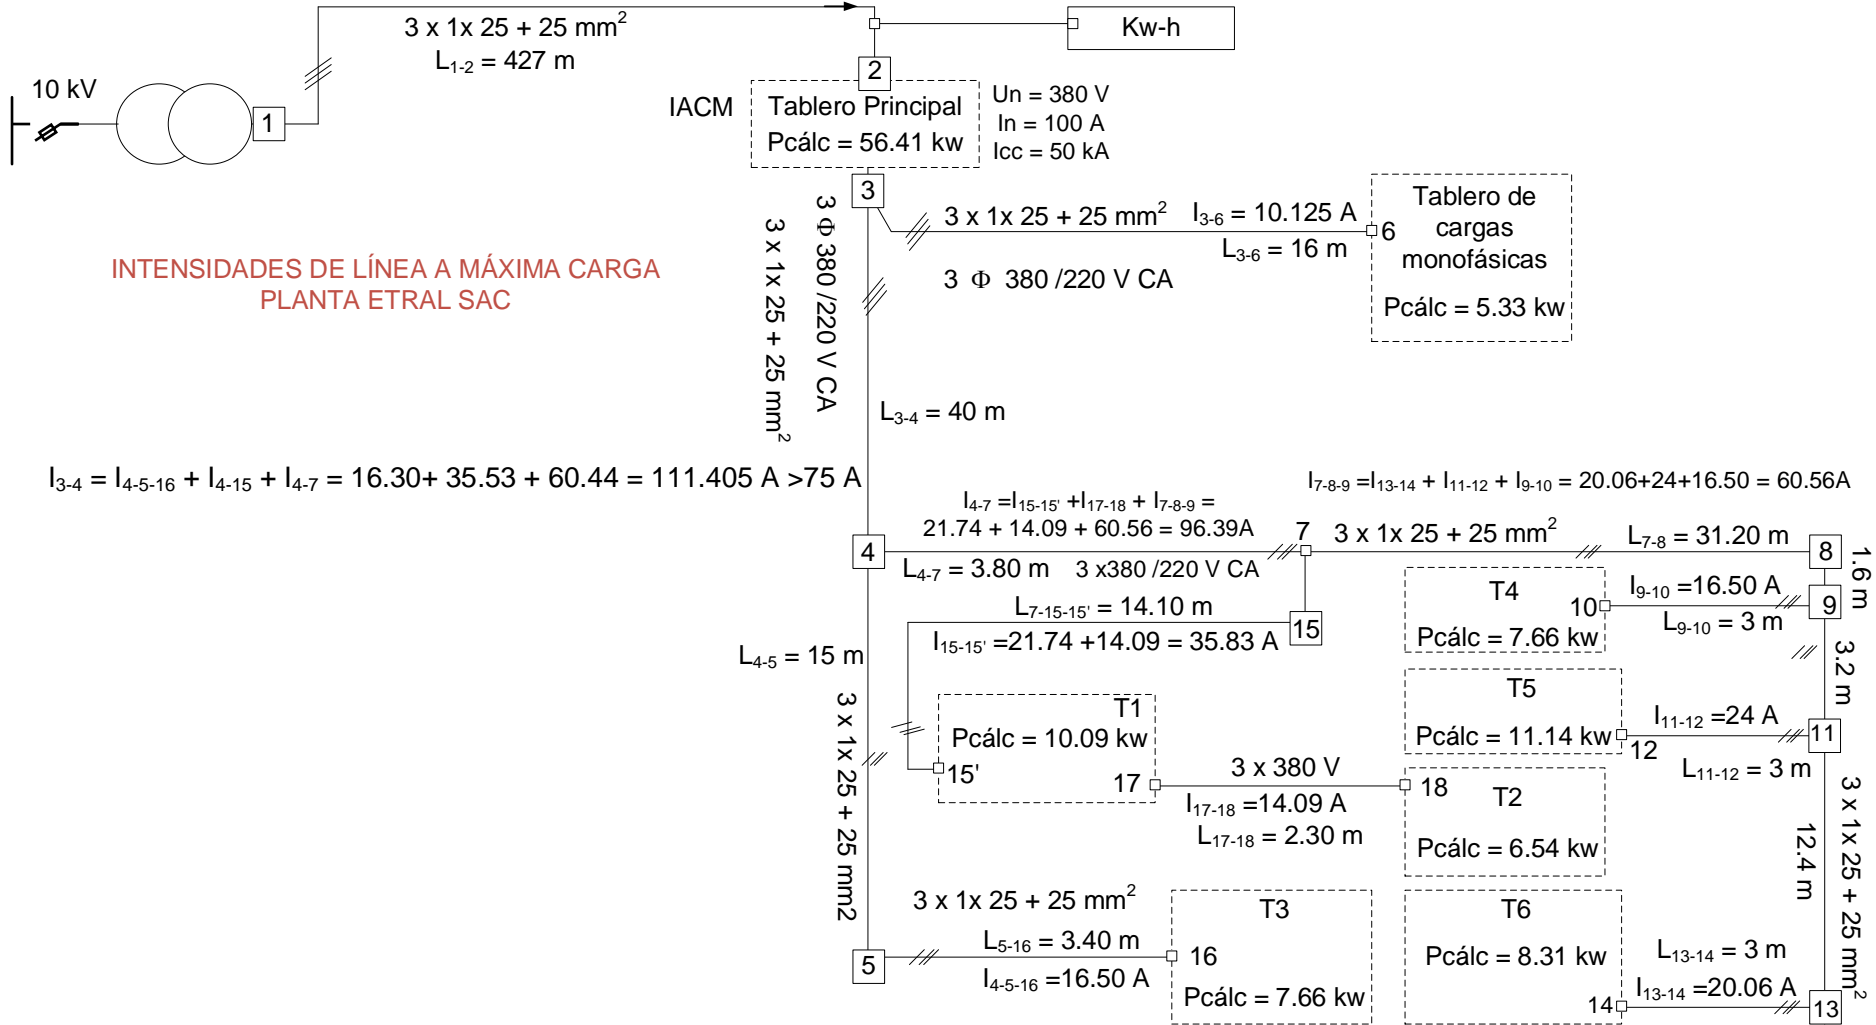 3 x 1x 25 + 25 mm²
L1-2 = 427 m
Kw-h
10 kV
1
2
IACM
Tablero Principal
Pcálc = 56.41 kw
Un = 380 V
In = 100 A
Icc = 50 kA
3
3 Φ 380 /220 V CA
3 x 1x 25 + 25 mm²
3 x 1x 25 + 25 mm²
I3-6 = 10.125 A
L3-6 = 16 m
3 Φ 380 /220 V CA
6
Tablero de
cargas
monofásicas
Pcálc = 5.33 kw
INTENSIDADES DE LÍNEA A MÁXIMA CARGA
PLANTA ETRAL SAC
L3-4 = 40 m
I3-4 = I4-5-16 + I4-15 + I4-7 = 16.30+ 35.53 + 60.44 = 111.405 A >75 A
I4-7 =I15-15' +I17-18 + I7-8-9 =
21.74 + 14.09 + 60.56 = 96.39A
I7-8-9 =I13-14 + I11-12 + I9-10 = 20.06+24+16.50 = 60.56A
4
7
3 x 1x 25 + 25 mm²
L7-8 = 31.20 m
8
1.6 m
L4-7 = 3.80 m
3 x380 /220 V CA
L7-15-15' = 14.10 m
I15-15' =21.74 +14.09 = 35.83 A
15
T4
10
Pcálc = 7.66 kw
I9-10 =16.50 A
L9-10 = 3 m
9
3.2 m
L4-5 = 15 m
3 x 1x 25 + 25 mm2
T1
Pcálc = 10.09 kw
15'
17
T5
Pcálc = 11.14 kw
12
I11-12 =24 A
L11-12 = 3 m
11
3 x 380 V
I17-18 =14.09 A
L17-18 = 2.30 m
18
T2
Pcálc = 6.54 kw
12.4 m
3 x 1x 25 + 25 mm²
3 x 1x 25 + 25 mm²
L5-16 = 3.40 m
I4-5-16 =16.50 A
5
T3
16
Pcálc = 7.66 kw
T6
Pcálc = 8.31 kw
14
L13-14 = 3 m
I13-14 =20.06 A
13